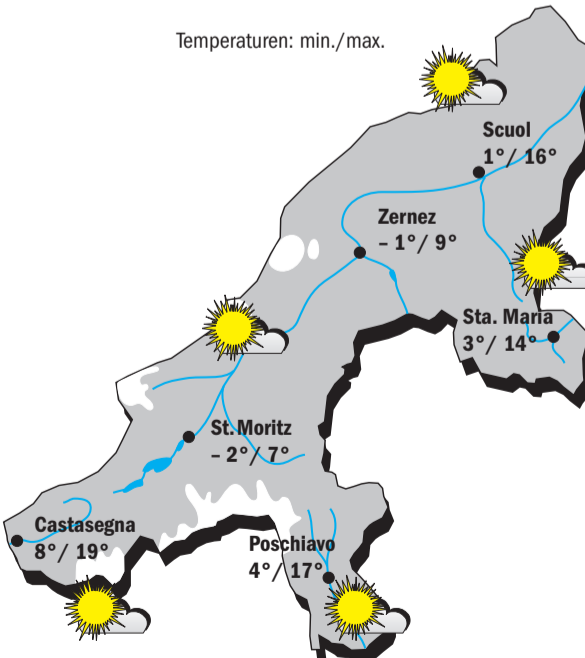 Temperaturen: min./max.
Scuol
1°/ 16°
Zernez
– 1°/ 9°
Sta. Maria
3°/ 14°
St. Moritz
– 2°/ 7°
Castasegna
8°/ 19°
Poschiavo
4°/ 17°